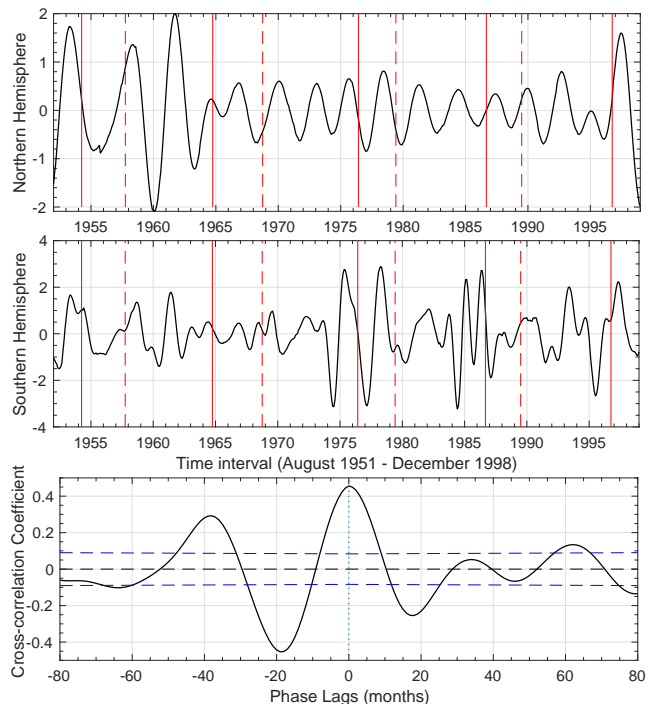 2
1
0
-1
-2
Northern Hemisphere
1955 1960 1965 1970 1975 1980 1985 1990 1995
4
2
0
-2
-4
Southern Hemisphere
1955 1960 1965 1970 1975 1980 1985 1990 1995
Time interval (August 1951 - December 1998)
0.4
0.2
0
-0.2
-0.4
Cross-correlation Coefficient
-80 -60 -40 -20 0 20 40 60 80
Phase Lags (months)